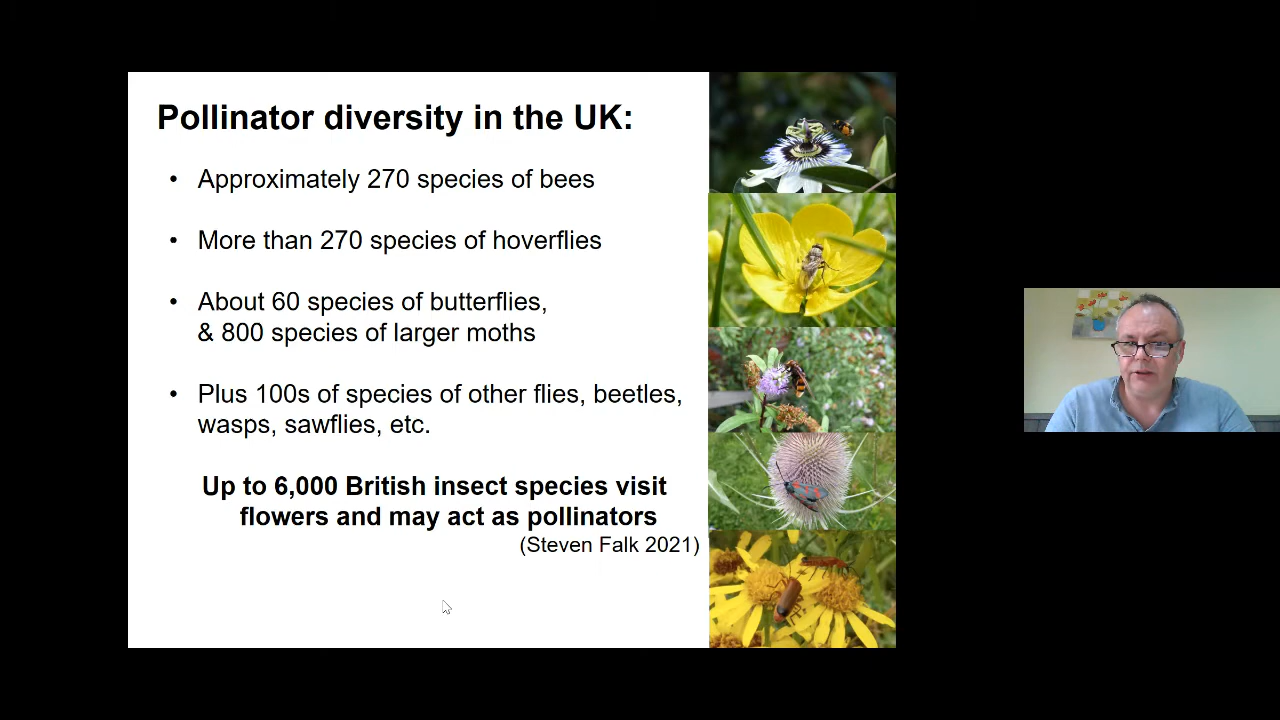 Pollinator diversity in the UK:
• Approximately 270 species of bees
• More than 270 species of hoverflies
• About 60 species of butterflies,
& 800 species of larger moths
• Plus 100s of species of other flies, beetles,
wasps, sawflies, etc.
Up to 6,000 British insect species visit
flowers and may act as pollinators
(Steven Falk 2021)